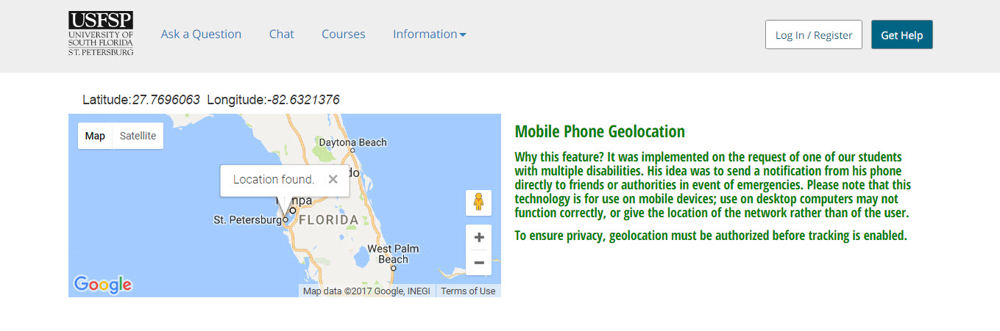 USFSP
UNIVERSITY OF
SOUTH FLORIDA
ST. PETERSBURG
Ask a Question
Chat
Courses
Information
Log In / Register
Get Help
Latitude:27.7696063 Longitude:-82.6321376
Map
Satellite
Daytona Beach
Location found.
do
npa
St. Petersburg
FLORIDA
West Palm
Beach
Google
Map data ©2017 Google, INEGI
Terms of Use
Mobile Phone Geolocation
Why this feature? It was implemented on the request of one of our students
with multiple disabilities. His idea was to send a notification from his phone
directly to friends or authorities in event of emergencies. Please note that this
technology is for use on mobile devices; use on desktop computers may not
function correctly, or give the location of the network rather than of the user.
To ensure privacy, geolocation must be authorized before tracking is enabled.